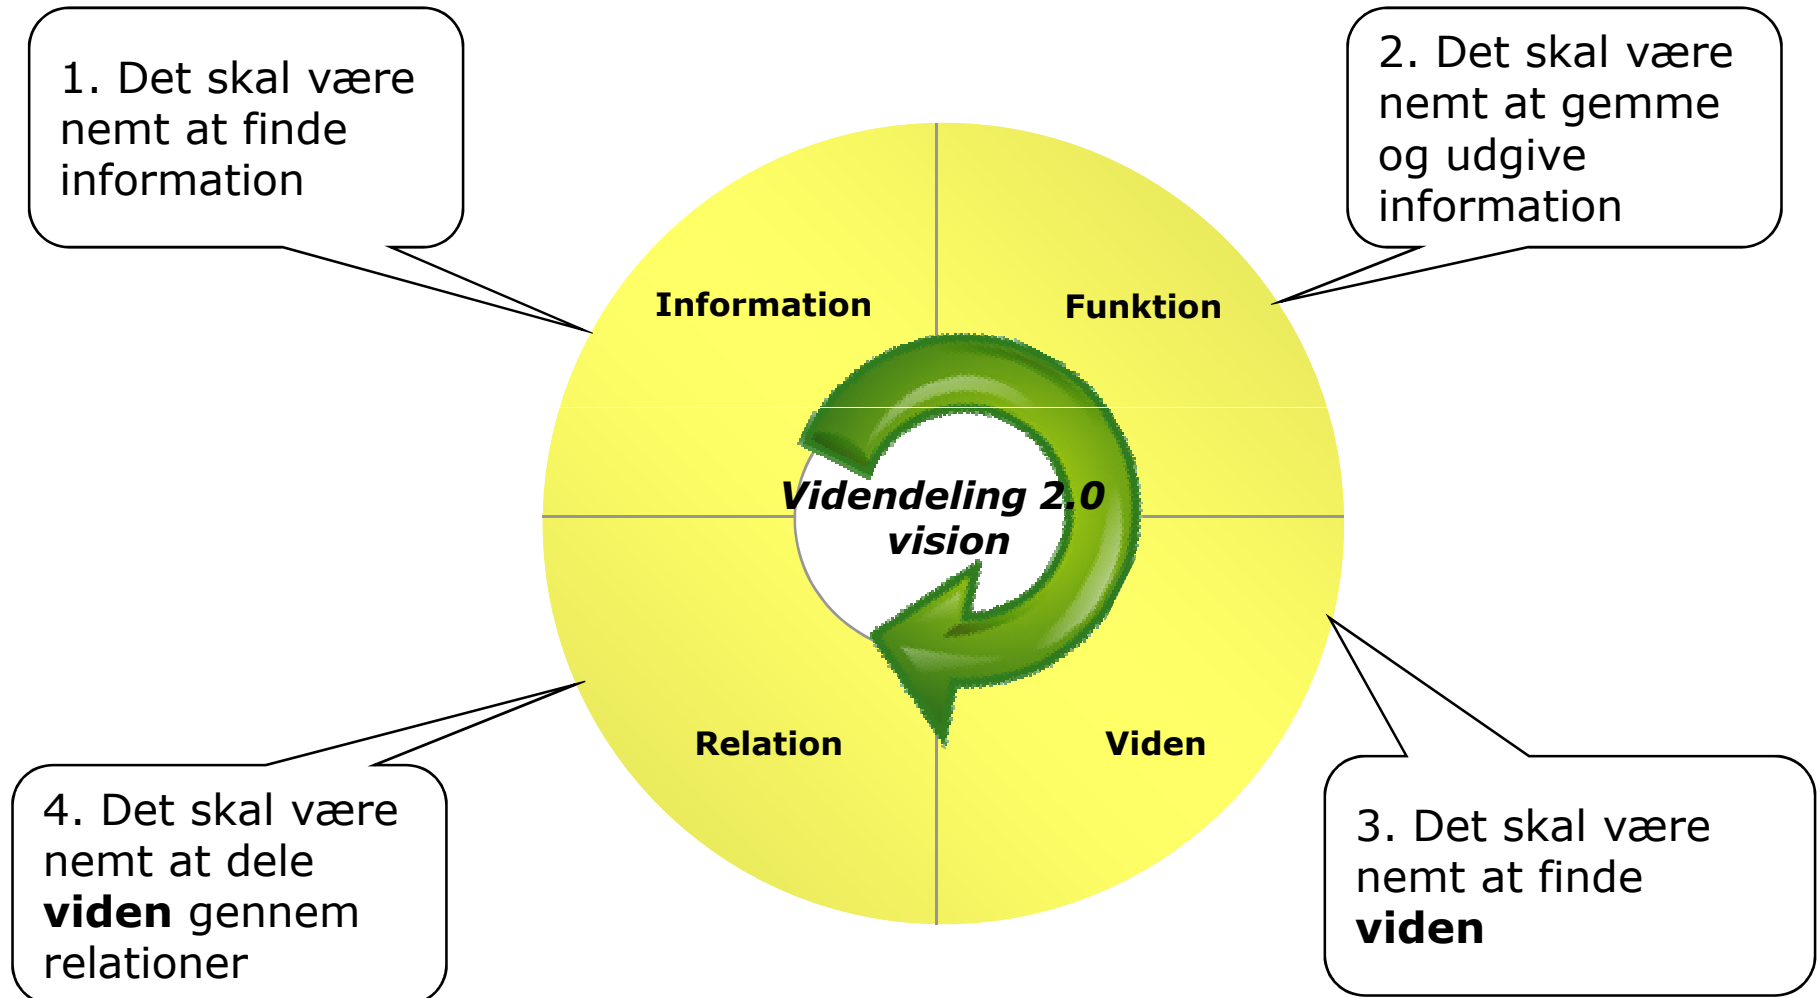 1. Det skal være
nemt at finde
information
2. Det skal være
nemt at gemme
og udgive
information
Information
Funktion
Videndeling 2.0
vision
Relation
Viden
4. Det skal være
nemt at dele
viden gennem
relationer
3. Det skal være
nemt at finde
viden